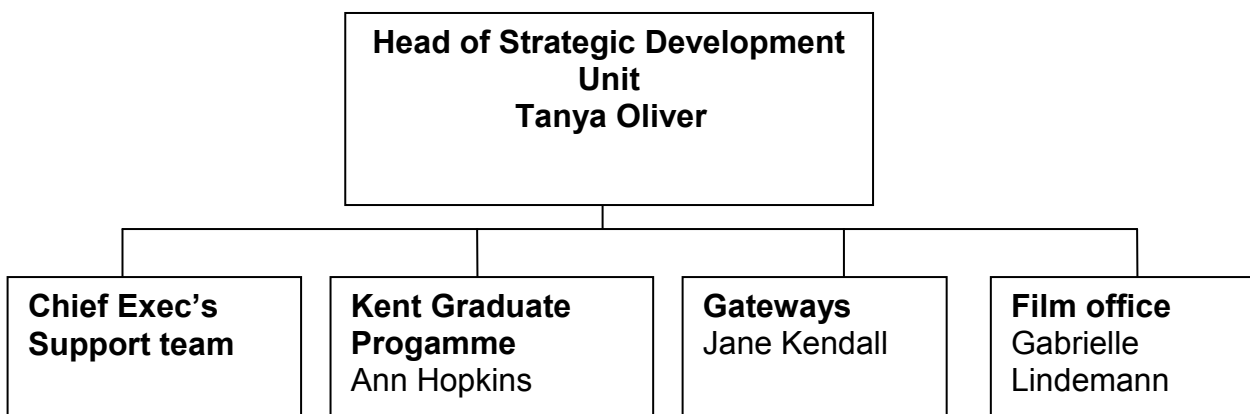 Head of Strategic Development
Unit
Tanya Oliver
Chief Exec’s
Support team
Kent Graduate
Progamme
Ann Hopkins
Gateways
Jane Kendall
Film office
Gabrielle
Lindemann